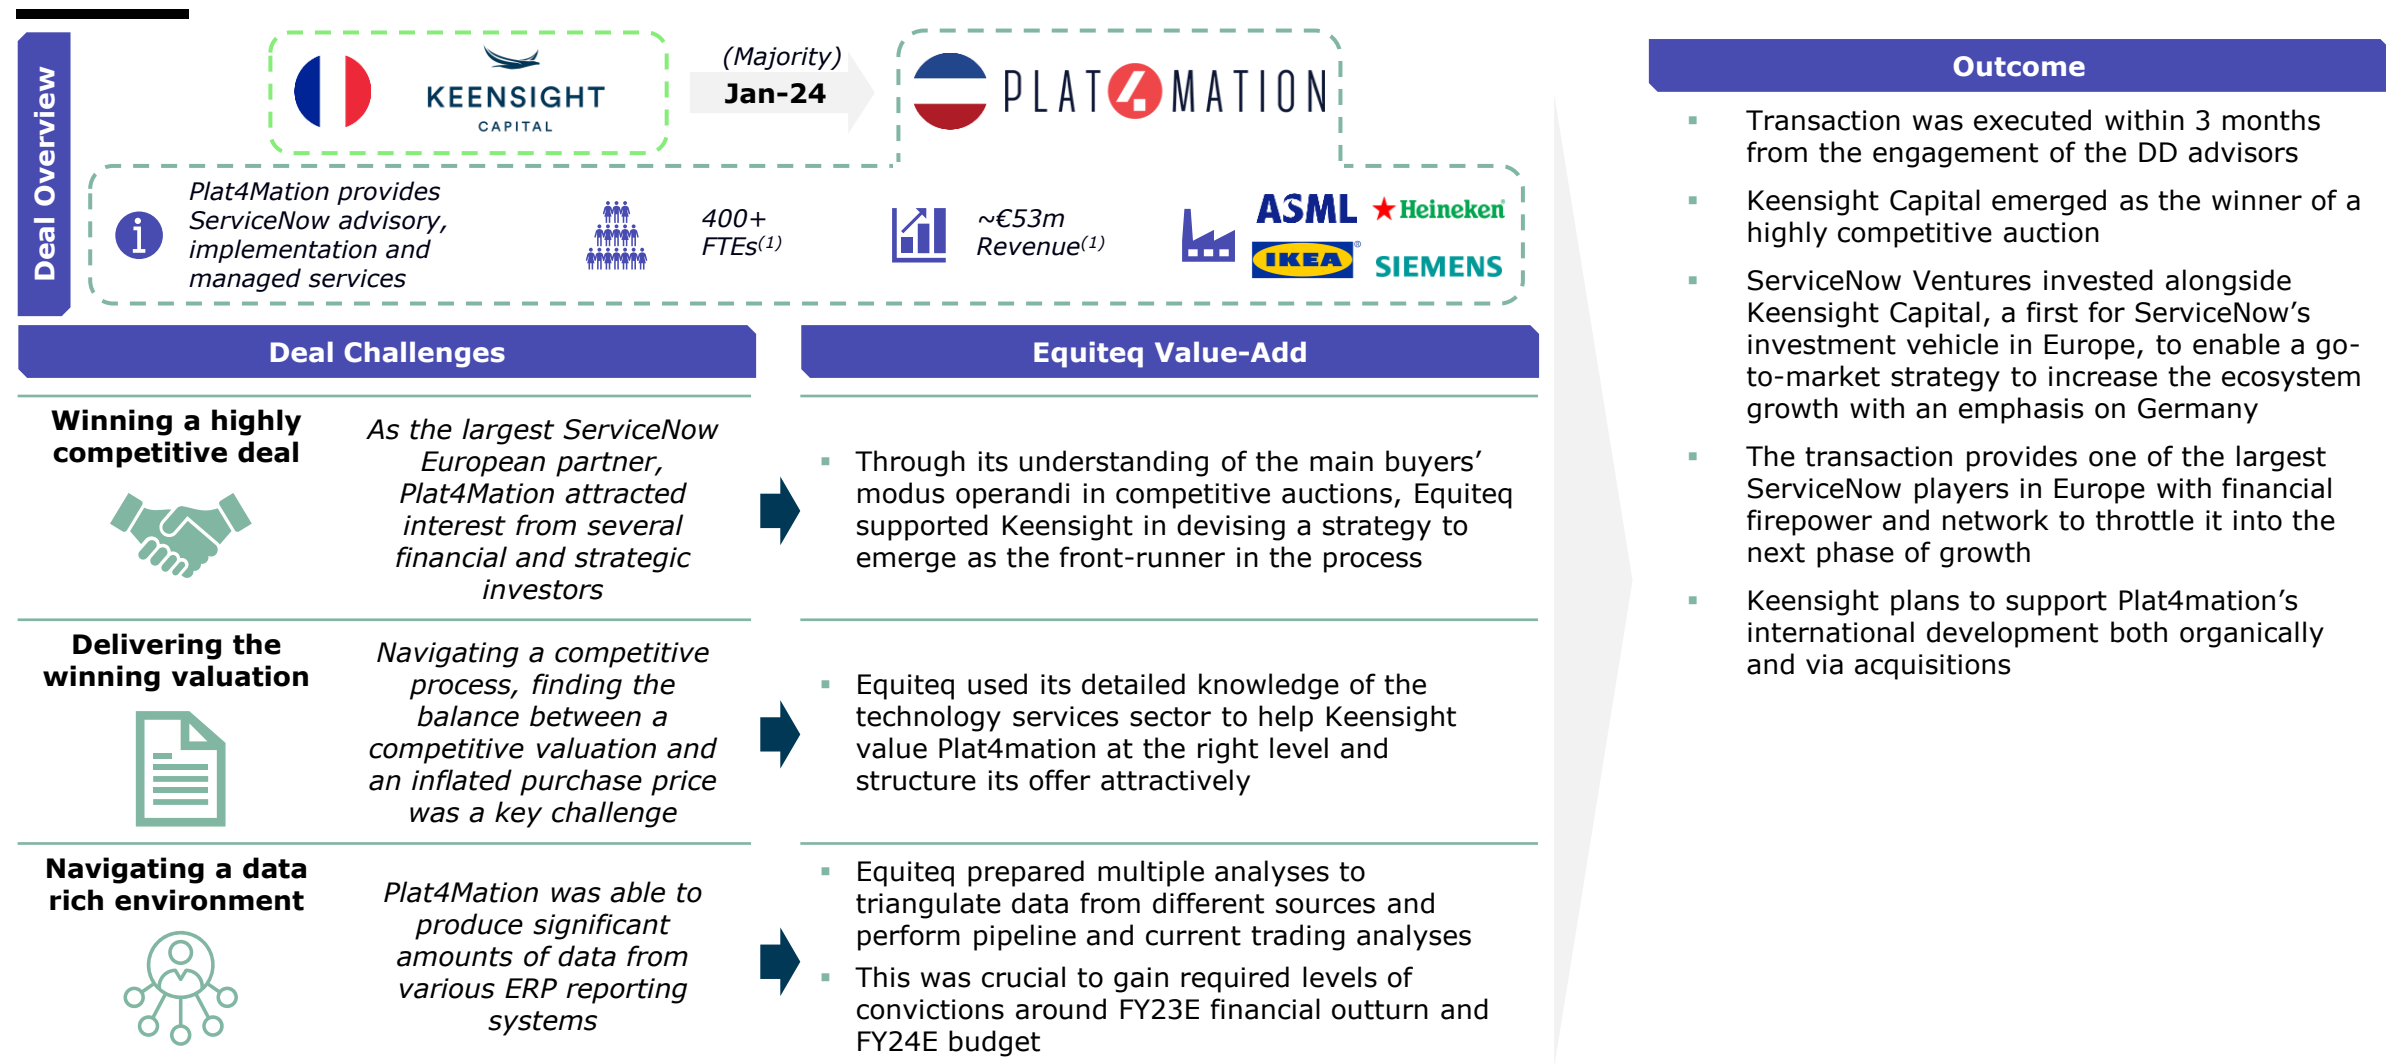 Deal Overview
KEENSIGHT
CAPITAL
(Majority)
Jan-24
PLAT4MATION
Plat4Mation provides
ServiceNow advisory,
implementation and
managed services
400+
FTEs(1)
~€53m
Revenue(1)
ASML
Heineken
IKEA
®
SIEMENS
Deal Challenges
Equiteq Value-Add
Winning a highly
competitive deal
As the largest ServiceNow
European partner,
Plat4Mation attracted
interest from several
financial and strategic
investors
▪ Through its understanding of the main buyers’
modus operandi in competitive auctions, Equiteq
supported Keensight in devising a strategy to
emerge as the front-runner in the process
Delivering the
winning valuation
Navigating a competitive
process, finding the
balance between a
competitive valuation and
an inflated purchase price
was a key challenge
▪ Equiteq used its detailed knowledge of the
technology services sector to help Keensight
value Plat4mation at the right level and
structure its offer attractively
Navigating a data
rich environment
Plat4Mation was able to
produce significant
amounts of data from
various ERP reporting
systems
▪ Equiteq prepared multiple analyses to
triangulate data from different sources and
perform pipeline and current trading analyses
▪ This was crucial to gain required levels of
convictions around FY23E financial outturn and
FY24E budget
Outcome
▪ Transaction was executed within 3 months
from the engagement of the DD advisors
▪ Keensight Capital emerged as the winner of a
highly competitive auction
▪ ServiceNow Ventures invested alongside
Keensight Capital, a first for ServiceNow’s
investment vehicle in Europe, to enable a go-
to-market strategy to increase the ecosystem
growth with an emphasis on Germany
▪ The transaction provides one of the largest
ServiceNow players in Europe with financial
firepower and network to throttle it into the
next phase of growth
▪ Keensight plans to support Plat4mation’s
international development both organically
and via acquisitions